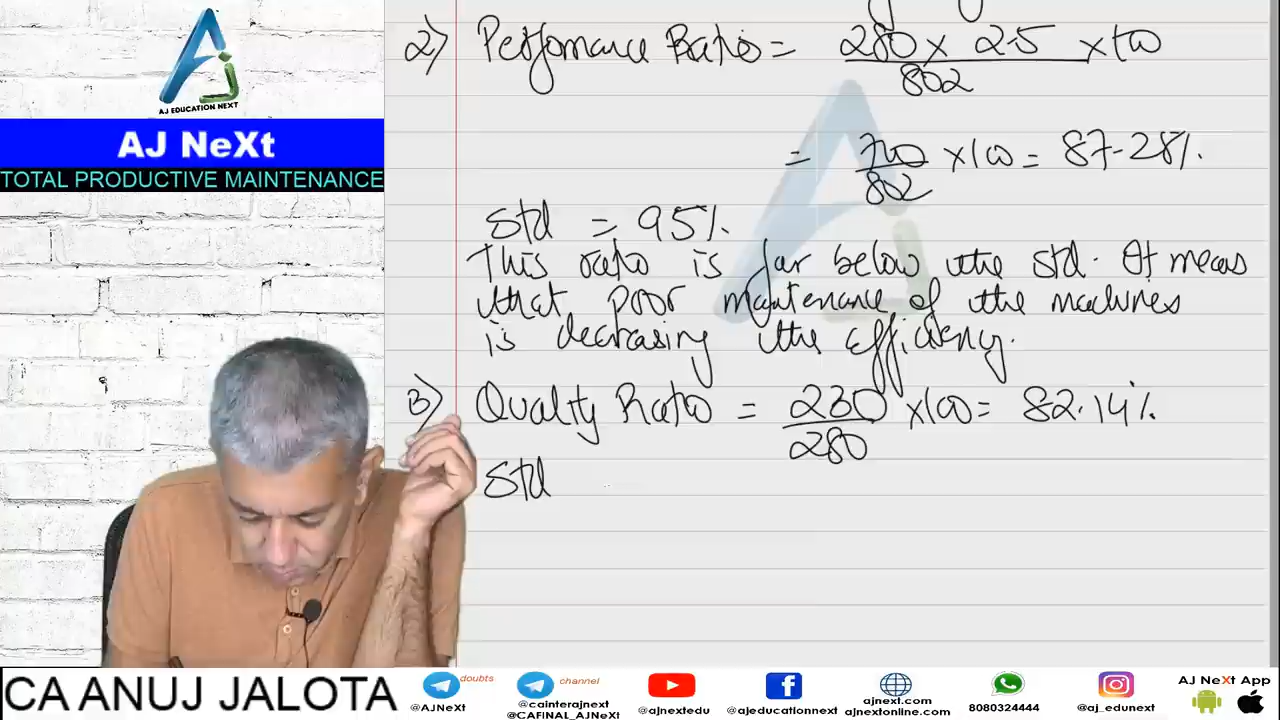 AJ EDUCATION NEXT
AJ NeXt
TOTAL PRODUCTIVE MAINTENANCE
2) Perfomance Ratio = 280 x 2.5 x 100
802
= 700 x 100 = 87.28%.
802
Std = 95%.
This ratio is far below the std. It means
that poor maintenance of the machines
is decreasing the efficiency.
3) Quality Ratio = 230 x 100 = 82.14%.
280
Std
CA ANUJ JALOTA
doubts
@AJNeXt
channel
@cainterajnext
@CAFINAL_AJNeXt
@ajnextedu
@ajeducationnext
ajnext.com
ajnextonline.com
8080324444
@aj_edunext
AJ NeXt App